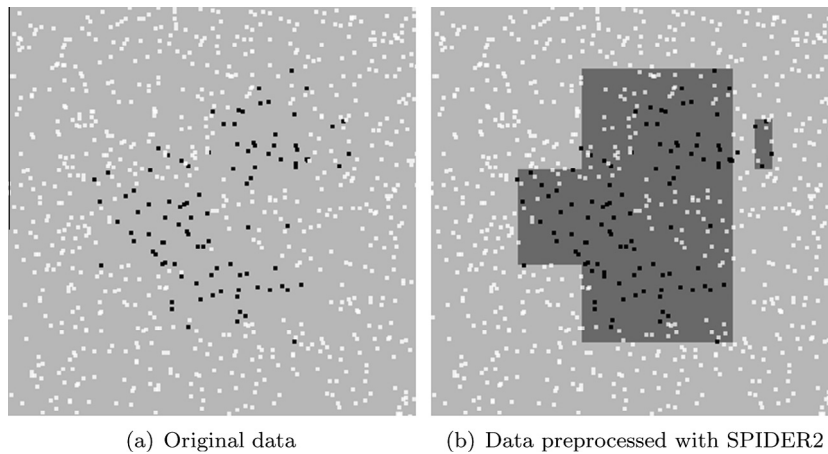 (a) Original data
(b) Data preprocessed with SPIDER2